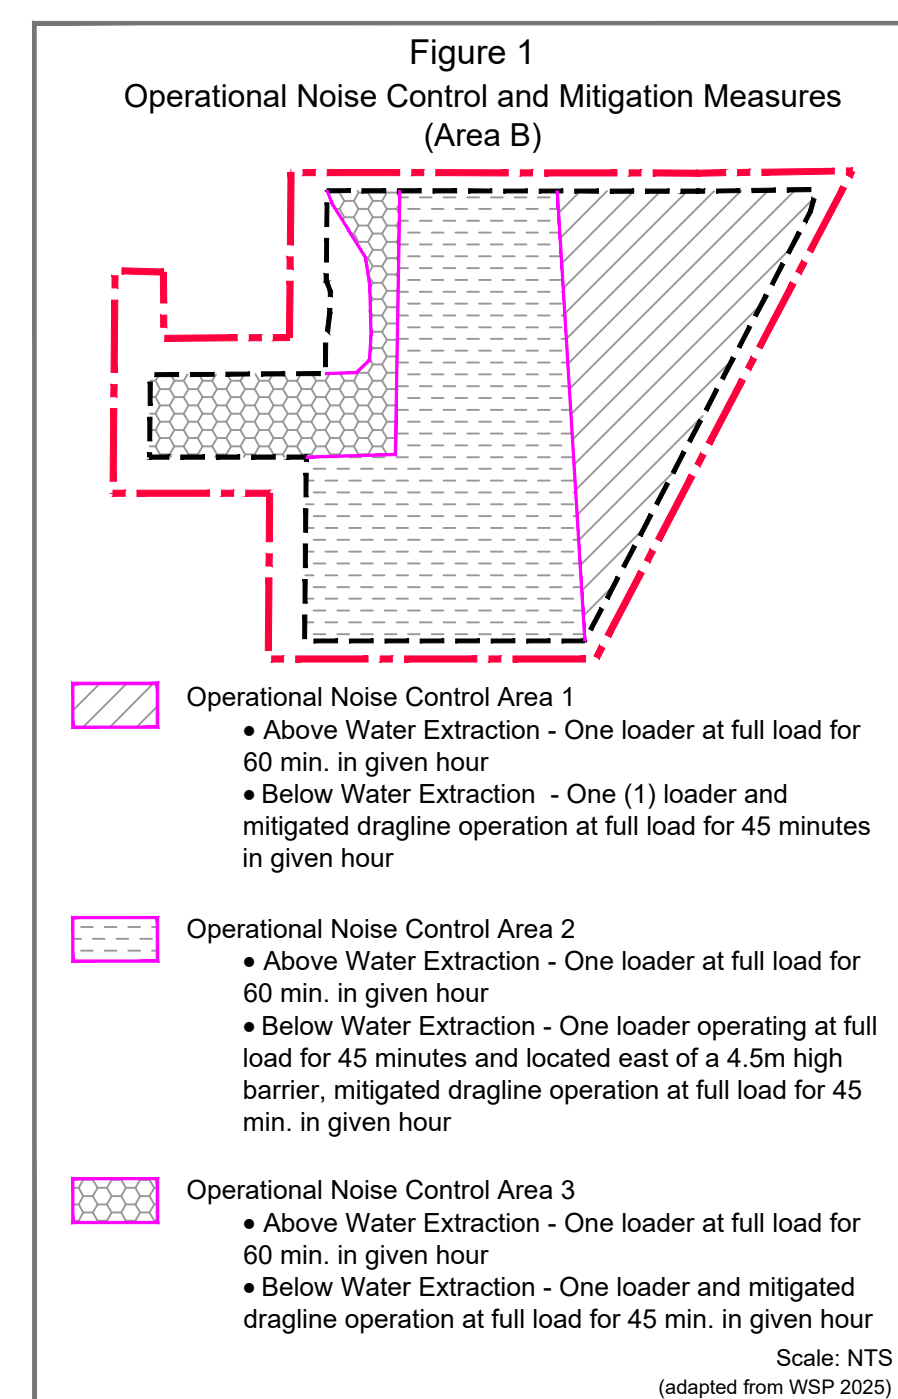 Figure 1
Operational Noise Control and Mitigation Measures
(Area B)
Operational Noise Control Area 1
• Above Water Extraction - One loader at full load for
60 min. in given hour
• Below Water Extraction  - One (1) loader and
mitigated dragline operation at full load for 45 minutes
in given hour
Operational Noise Control Area 2
• Above Water Extraction - One loader at full load for
60 min. in given hour
• Below Water Extraction - One loader operating at full
load for 45 minutes and located east of a 4.5m high
barrier, mitigated dragline operation at full load for 45
min. in given hour
Operational Noise Control Area 3
• Above Water Extraction - One loader at full load for
60 min. in given hour
• Below Water Extraction - One loader and mitigated
dragline operation at full load for 45 min. in given hour
Scale: NTS
(adapted from WSP 2025)